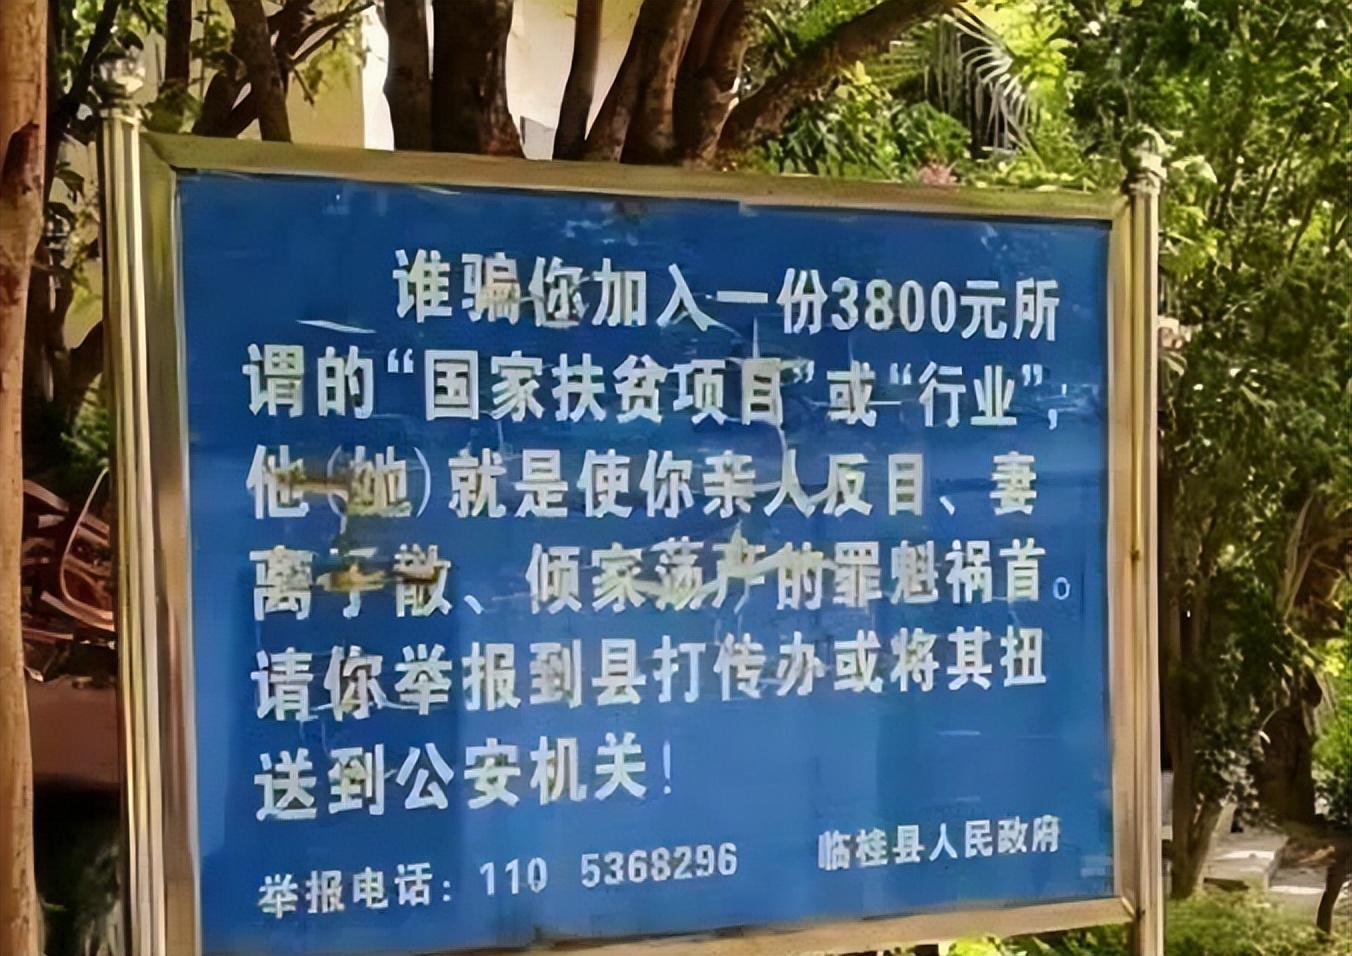 谁骗你加入一份3800元所
谓的“国家扶贫项目”或“行业”,
他(她)就是使你亲人反目、妻
离子散、倾家荡产的罪魁祸首。
请你举报到县打传办或将其扭
送到公安机关!
举报电话: 110 5368296 临桂县人民政府